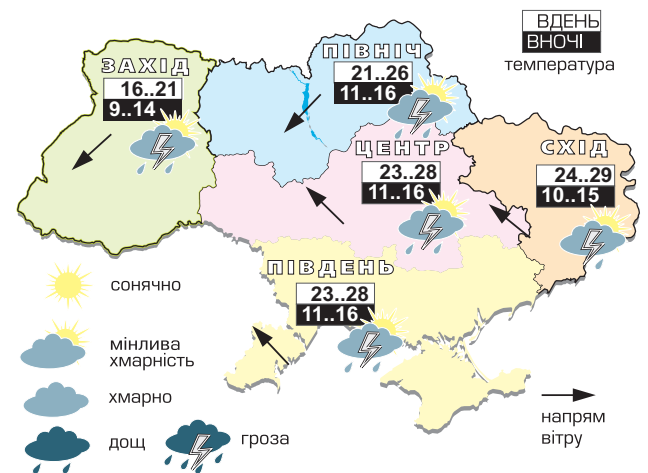 ВДЕНЬ
ВНОЧІ
температура
ЗАХІД
16..21
9..14
ПІВНІЧ
21..26
11..16
ЦЕНТР
23..28
11..16
СХІД
24..29
10..15
ПІВДЕНЬ
23..28
11..16
сонячно
мінлива
хмарність
хмарно
дощ
гроза
напрям
вітру